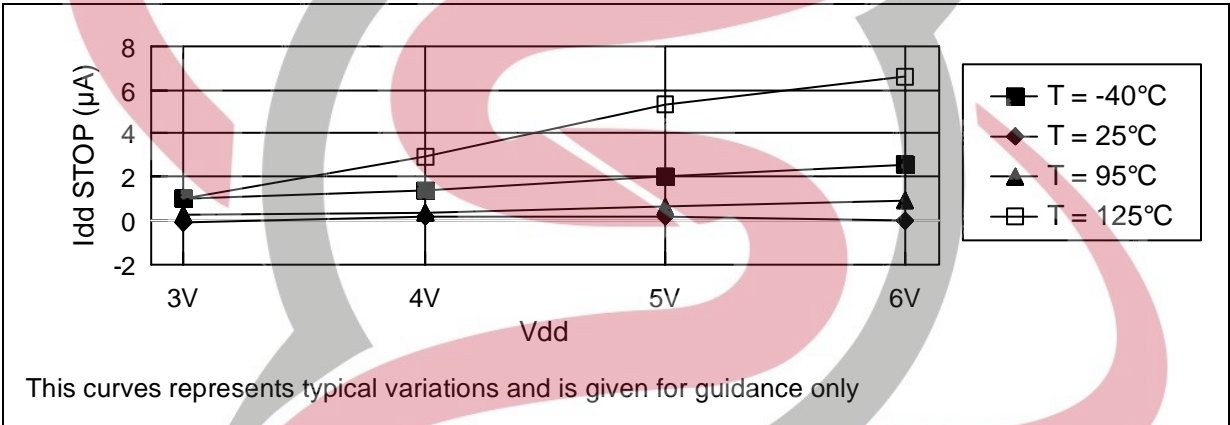 8
6
4
2
0
-2
Idd STOP (µA)
3V 4V 5V 6V
Vdd
T = -40°C
T = 25°C
T = 95°C
T = 125°C
This curves represents typical variations and is given for guidance only